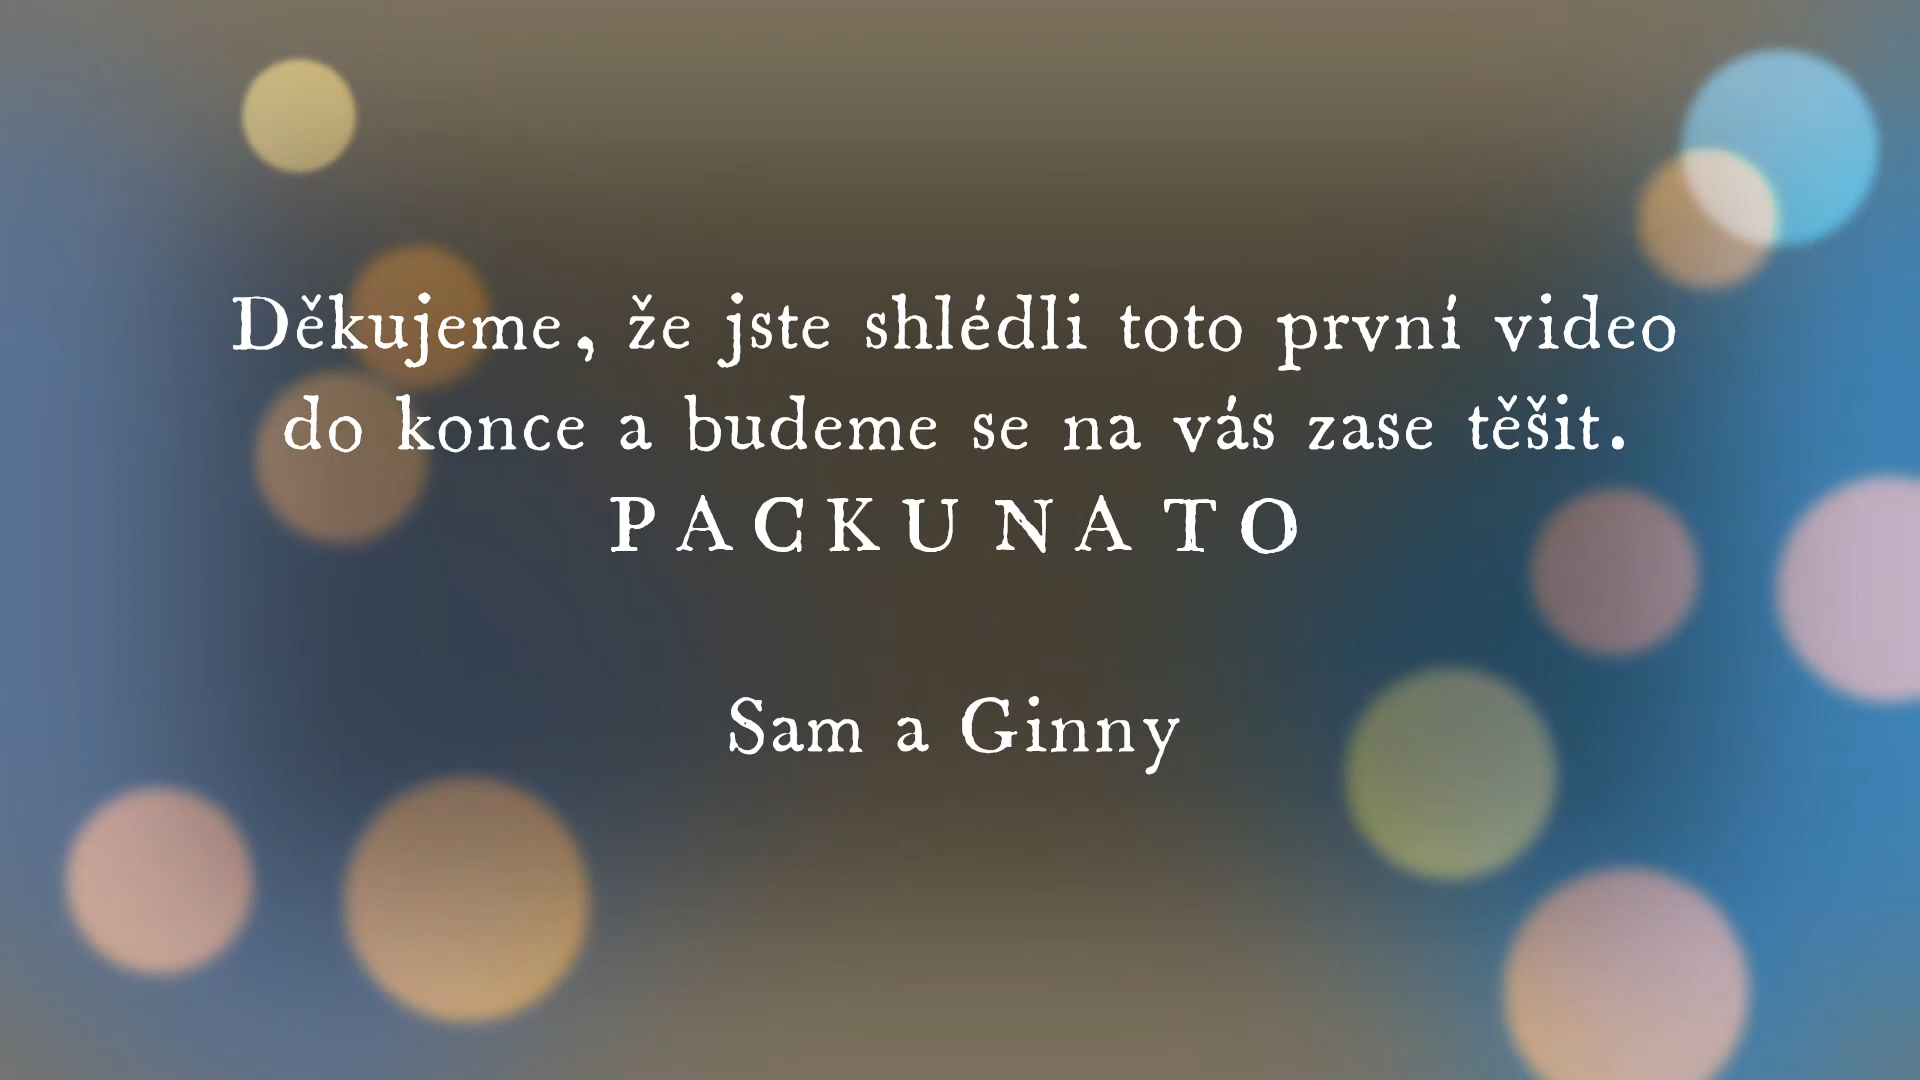 Děkujeme, že jste shlédli toto první video
do konce a budeme se na vás zase těšit.
PACKU NA TO
Sam a Ginny